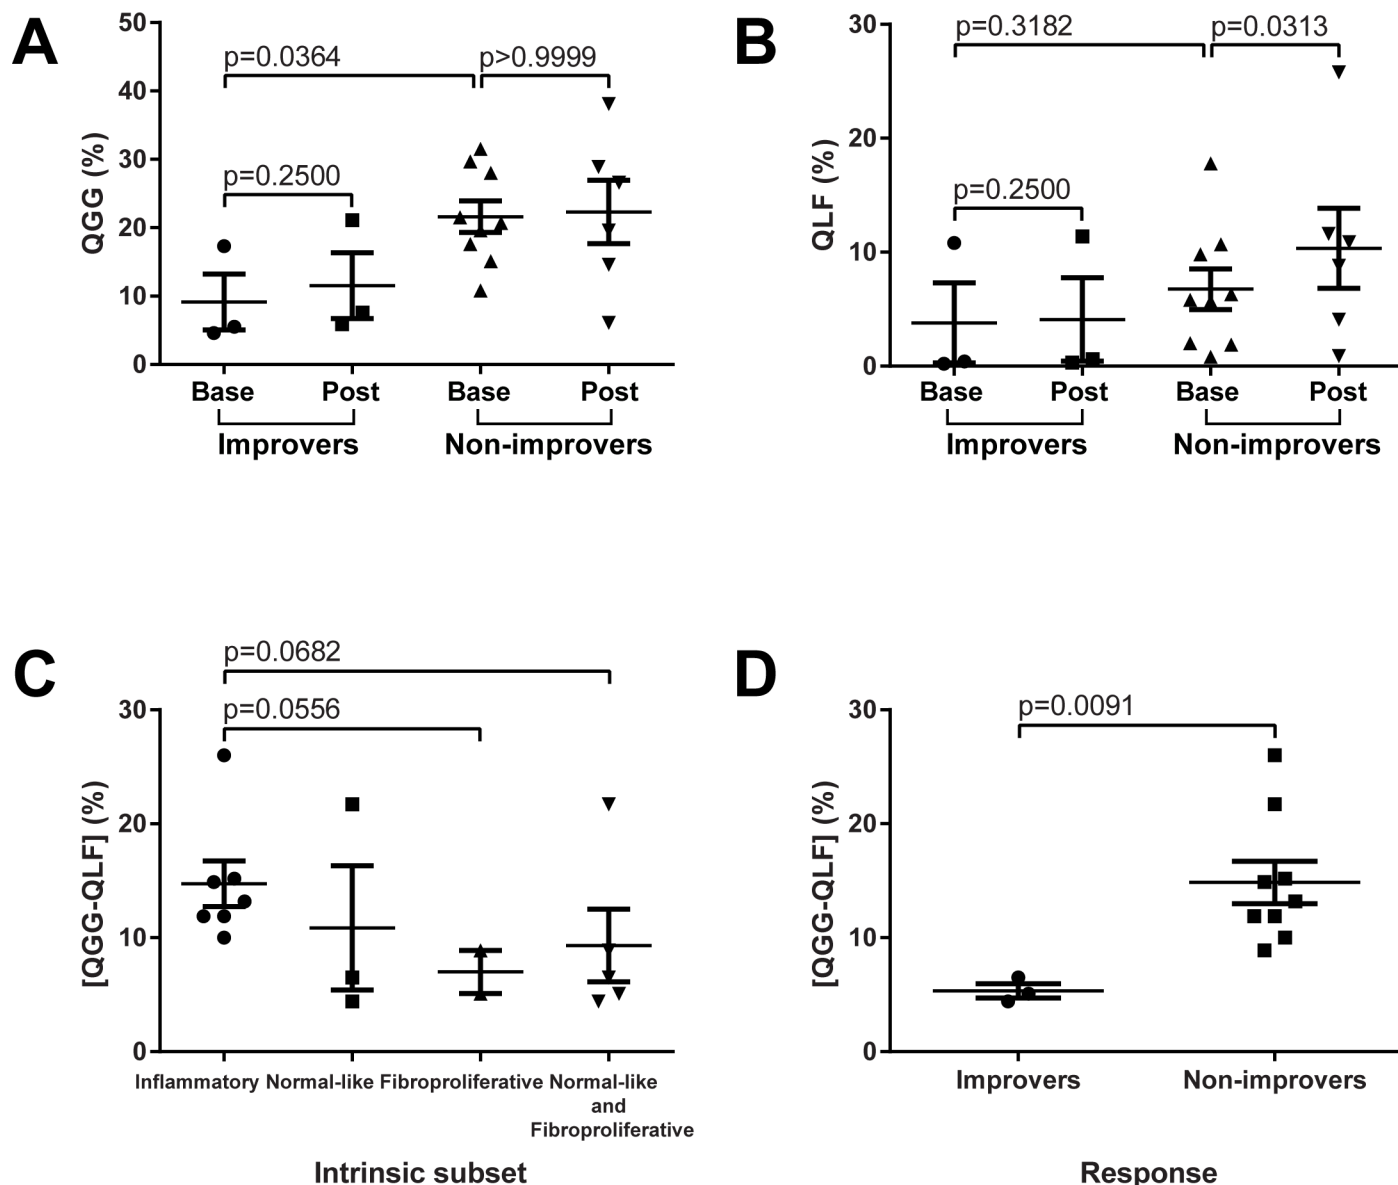 A
B
50
40
30
20
10
0
QGG (%)
p=0.0364
p>0.9999
p=0.2500
Base
Post
Base
Post
Improvers
Non-improvers
30
20
10
0
QLF (%)
p=0.3182
p=0.0313
p=0.2500
Base
Post
Base
Post
Improvers
Non-improvers
C
D
30
20
10
0
[QGG-QLF] (%)
p=0.0682
p=0.0556
Inflammatory
Normal-like
Fibroproliferative
Normal-like
and
Fibroproliferative
Intrinsic subset
30
20
10
0
[QGG-QLF] (%)
p=0.0091
Improvers
Non-improvers
Response